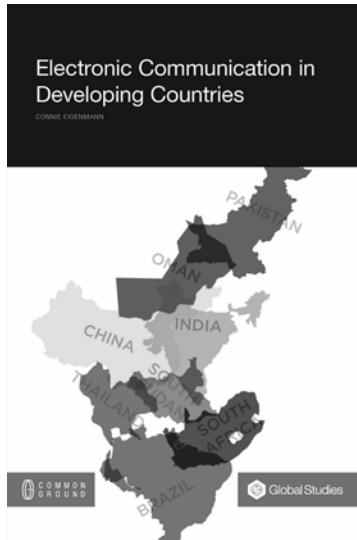 Electronic Communication in
Developing Countries
CONNIE EIGENMANN
PAKISTAN
OMAN
INDIA
CHINA
SOUTH
SUDAN
THAILAND
SOUTH
AFRICA
BRAZIL
COMMON
GROUND
Global Studies